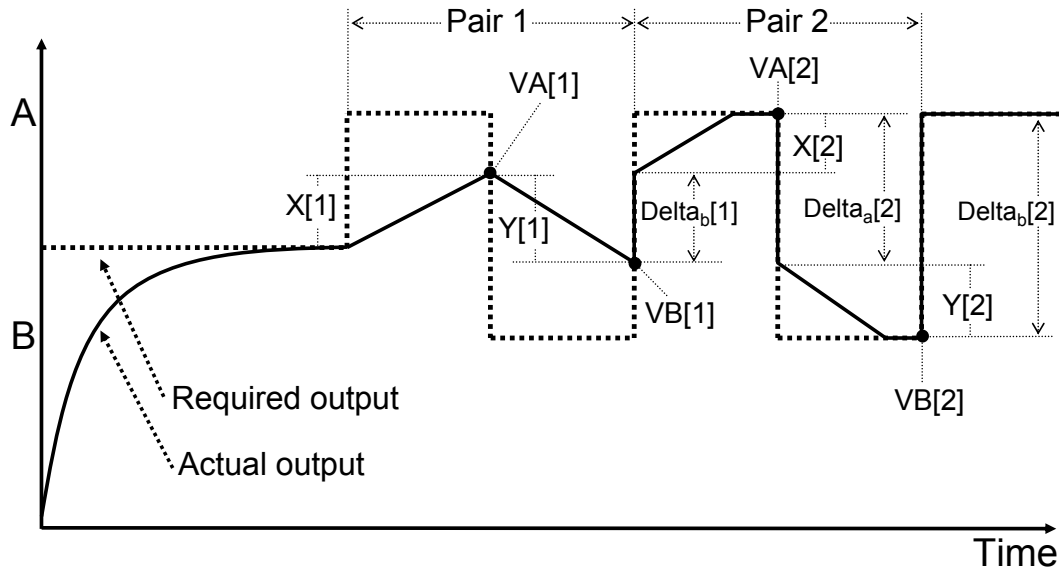 Pair 1
Pair 2
VA[1]
VA[2]
A
X[1]
Y[1]
X[2]
Delta_b[1]
Delta_a[2]
Delta_b[2]
VB[1]
Y[2]
B
VB[2]
Required output
Actual output
Time